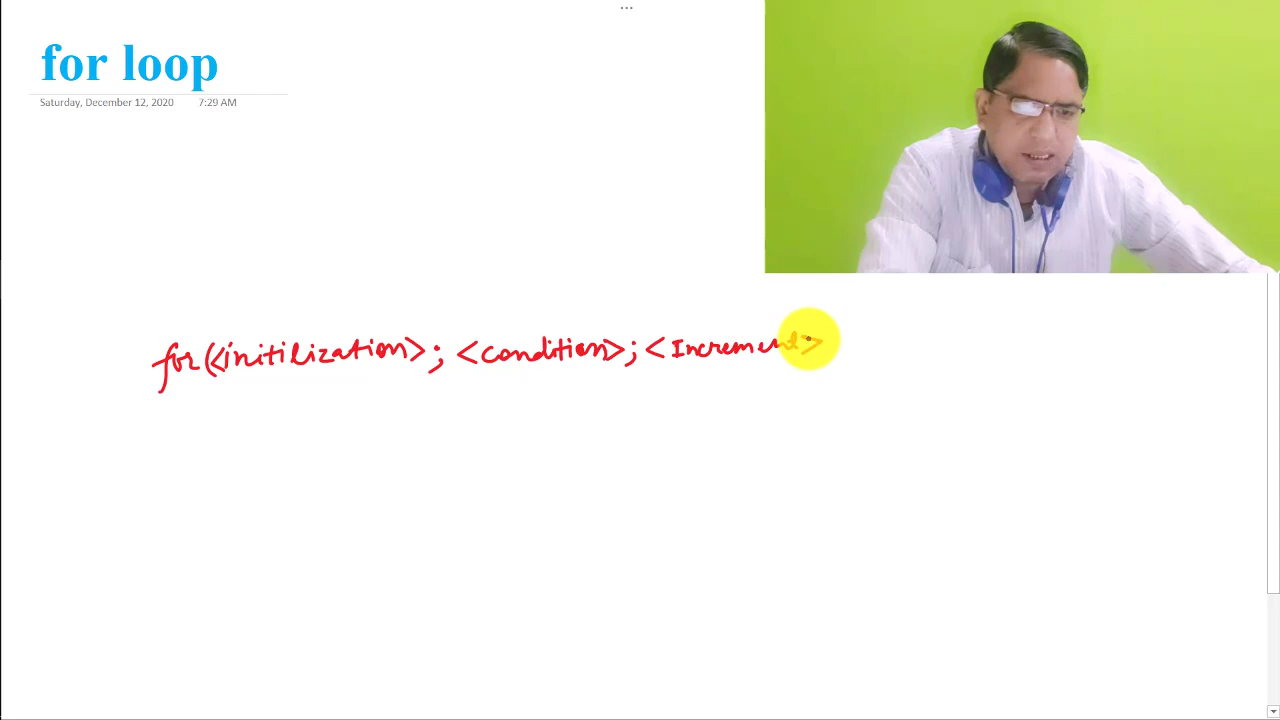 for loop
Saturday, December 12, 2020 7:29 AM
for(<initilization>; <condition>; <Increment>